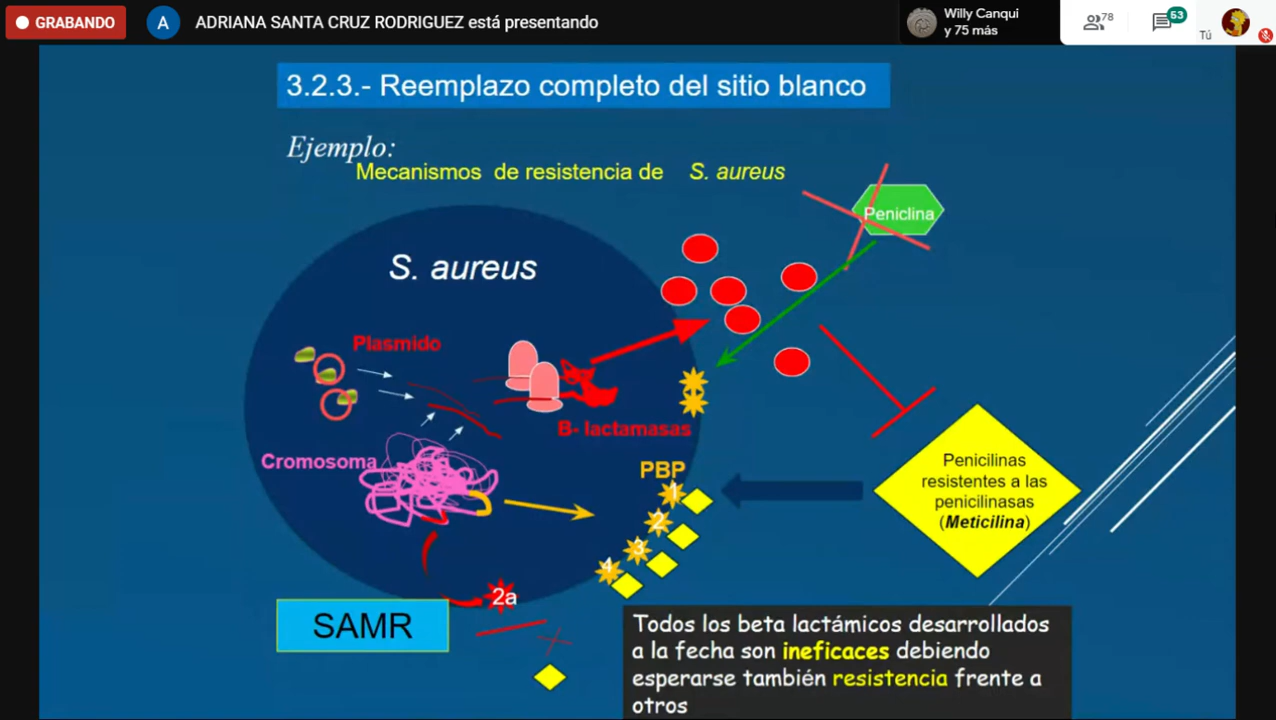 GRABANDO
A
ADRIANA SANTA CRUZ RODRIGUEZ está presentando
Willy Canqui
y 75 más
78
53
Tú
3.2.3.- Reemplazo completo del sitio blanco
Ejemplo:
Mecanismos de resistencia de S. aureus
Peniclina
S. aureus
Plasmido
B- lactamasas
Cromosoma
PBP
1
2
3
4
2a
Penicilinas
resistentes a las
penicilinasas
(Meticilina)
SAMR
Todos los beta lactámicos desarrollados
a la fecha son ineficaces debiendo
esperarse también resistencia frente a
otros